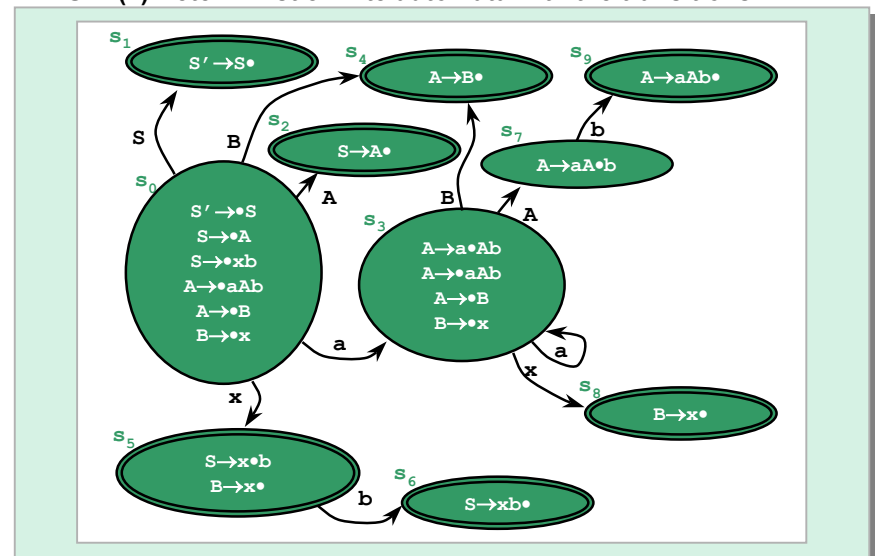 s1
S'→S•
s4
A→B•
s9
A→aAb•
S
B
s2
S→A•
s7
b
A→aA•b
s0
A
S'→•S
S→•A
S→•xb
A→•aAb
A→•B
B→•x
s3
B
A
A→a•Ab
A→•aAb
A→•B
B→•x
a
a
x
x
s8
B→x•
s5
S→x•b
B→x•
b
s6
S→xb•